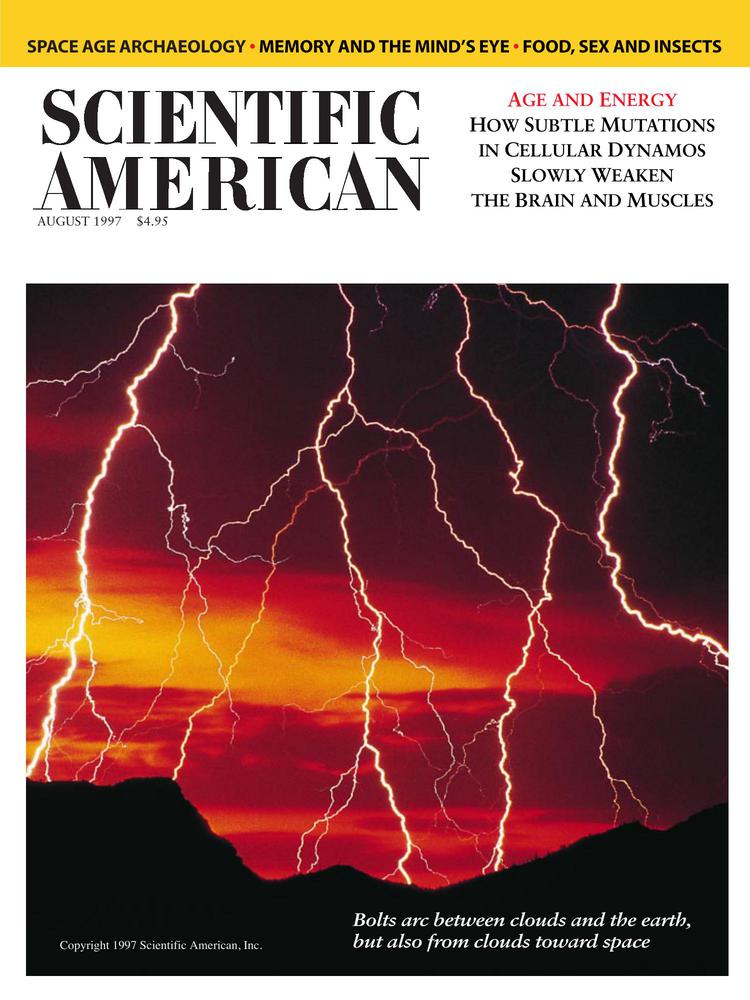 SPACE AGE ARCHAEOLOGY • MEMORY AND THE MIND'S EYE • FOOD, SEX AND INSECTS
SCIENTIFIC
AMERICAN
AUGUST 1997 $4.95
AGE AND ENERGY
HOW SUBTLE MUTATIONS
IN CELLULAR DYNAMOS
SLOWLY WEAKEN
THE BRAIN AND MUSCLES
Bolts arc between clouds and the earth,
but also from clouds toward space
Copyright 1997 Scientific American, Inc.